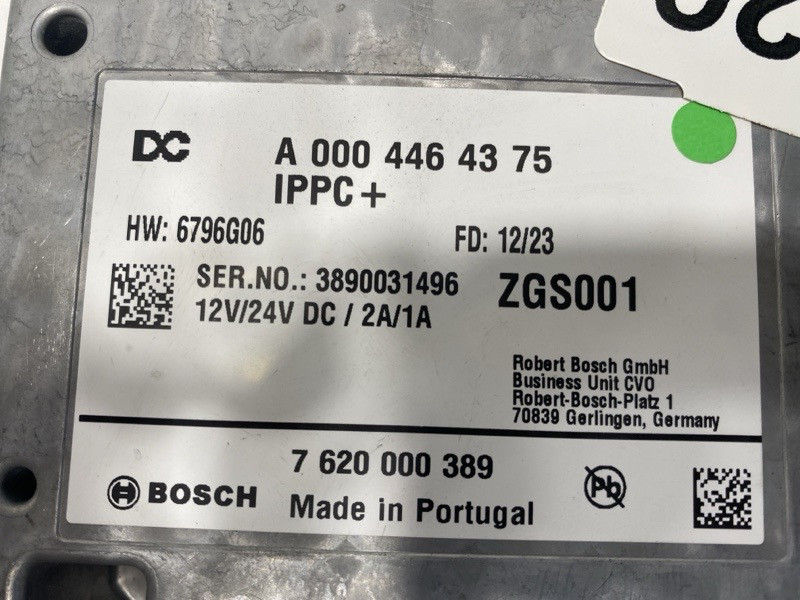 20
DC
A 000 446 43 75
IPPC+
HW: 6796G06 FD: 12/23
SER.NO.: 3890031496 ZGS001
12V/24V DC / 2A/1A
Robert Bosch GmbH
Business Unit CVO
Robert-Bosch-Platz 1
70839 Gerlingen, Germany
7 620 000 389
BOSCH Made in Portugal
Pb